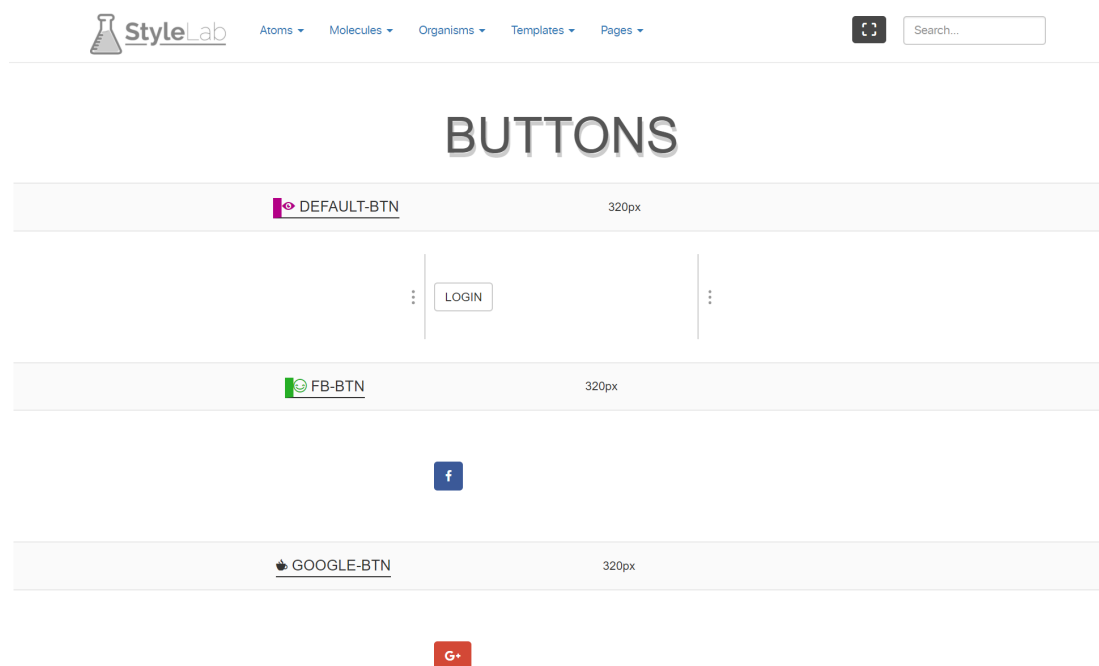 StyleLab
Atoms Molecules Organisms Templates Pages
Search...
BUTTONS
DEFAULT-BTN 320px
LOGIN
FB-BTN 320px
f
GOOGLE-BTN 320px
G+